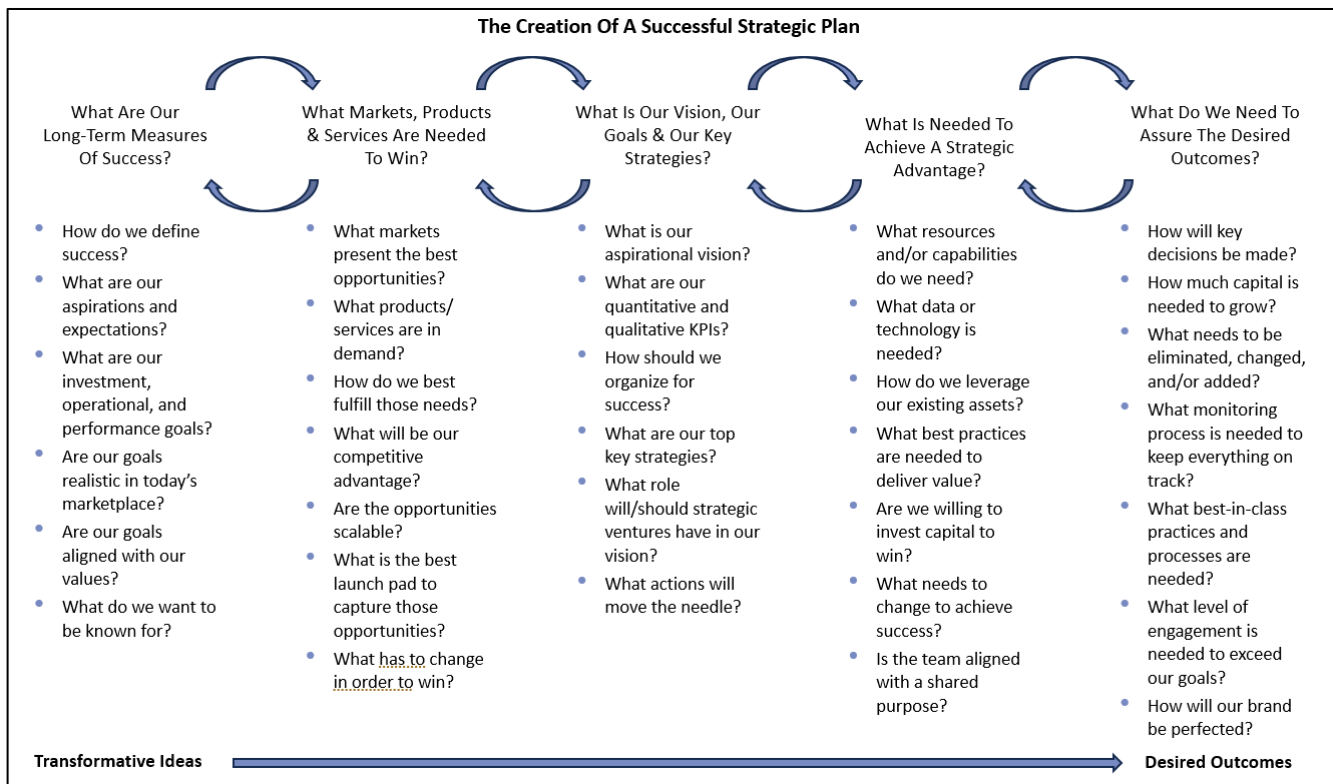 The Creation Of A Successful Strategic Plan
What Are Our
Long-Term Measures
Of Success?
What Markets, Products
& Services Are Needed
To Win?
What Is Our Vision, Our
Goals & Our Key
Strategies?
What Is Needed To
Achieve A Strategic
Advantage?
What Do We Need To
Assure The Desired
Outcomes?
• How do we define
success?
• What are our
aspirations and
expectations?
• What are our
investment,
operational, and
performance goals?
• Are our goals
realistic in today's
marketplace?
• Are our goals
aligned with our
values?
• What do we want to
be known for?
• What markets
present the best
opportunities?
• What products/
services are in
demand?
• How do we best
fulfill those needs?
• What will be our
competitive
advantage?
• Are the opportunities
scalable?
• What is the best
launch pad to
capture those
opportunities?
• What has to change
in order to win?
• What is our
aspirational vision?
• What are our
quantitative and
qualitative KPIs?
• How should we
organize for
success?
• What are our top
key strategies?
• What role
will/should strategic
ventures have in our
vision?
• What actions will
move the needle?
• What resources
and/or capabilities
do we need?
• What data or
technology is
needed?
• How do we leverage
our existing assets?
• What best practices
are needed to
deliver value?
• Are we willing to
invest capital to
win?
• What needs to
change to achieve
success?
• Is the team aligned
with a shared
purpose?
• How will key
decisions be made?
• How much capital is
needed to grow?
• What needs to be
eliminated, changed,
and/or added?
• What monitoring
process is needed to
keep everything on
track?
• What best-in-class
practices and
processes are
needed?
• What level of
engagement is
needed to exceed
our goals?
• How will our brand
be perfected?
Transformative Ideas
Desired Outcomes